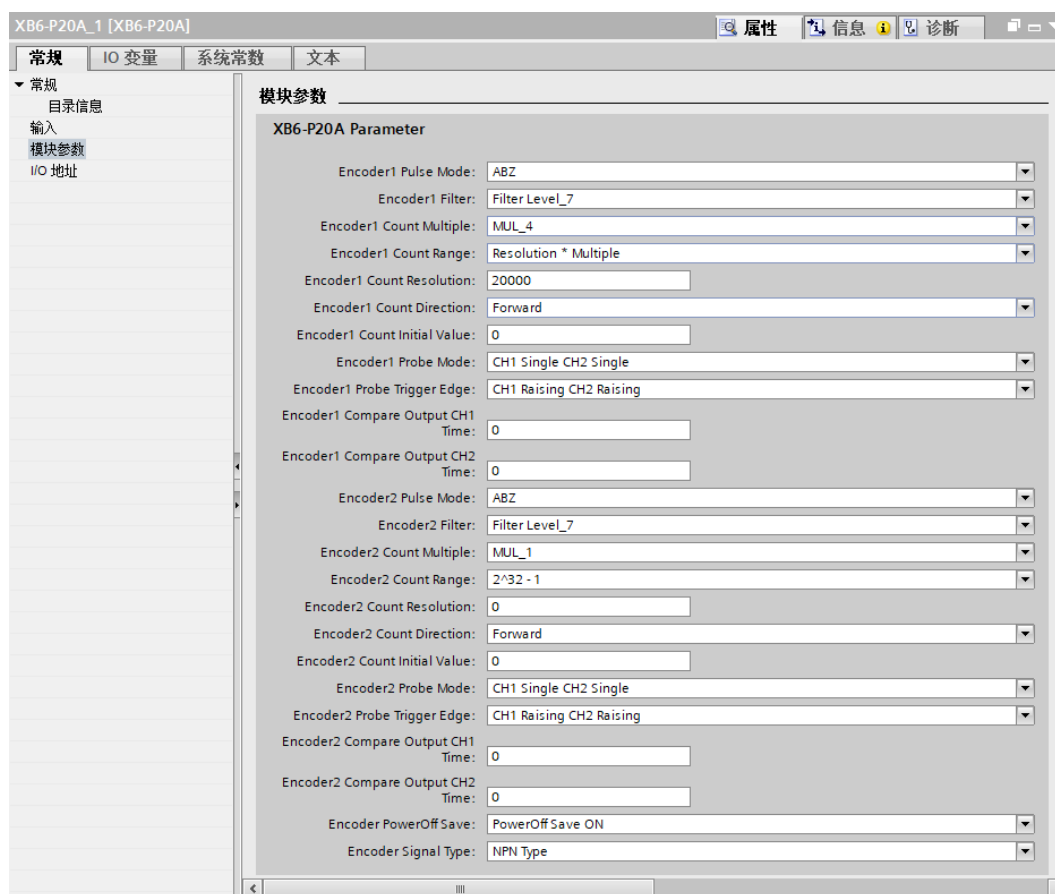 XB6-P20A_1 [XB6-P20A]
属性
信息
诊断
常规
IO 变量
系统常数
文本
常规
目录信息
输入
模块参数
I/O 地址
模块参数
XB6-P20A Parameter
Encoder1 Pulse Mode: ABZ
Encoder1 Filter: Filter Level_7
Encoder1 Count Multiple: MUL_4
Encoder1 Count Range: Resolution * Multiple
Encoder1 Count Resolution: 20000
Encoder1 Count Direction: Forward
Encoder1 Count Initial Value: 0
Encoder1 Probe Mode: CH1 Single CH2 Single
Encoder1 Probe Trigger Edge: CH1 Raising CH2 Raising
Encoder1 Compare Output CH1
Time: 0
Encoder1 Compare Output CH2
Time: 0
Encoder2 Pulse Mode: ABZ
Encoder2 Filter: Filter Level_7
Encoder2 Count Multiple: MUL_1
Encoder2 Count Range: 2^32 - 1
Encoder2 Count Resolution: 0
Encoder2 Count Direction: Forward
Encoder2 Count Initial Value: 0
Encoder2 Probe Mode: CH1 Single CH2 Single
Encoder2 Probe Trigger Edge: CH1 Raising CH2 Raising
Encoder2 Compare Output CH1
Time: 0
Encoder2 Compare Output CH2
Time: 0
Encoder PowerOff Save: PowerOff Save ON
Encoder Signal Type: NPN Type